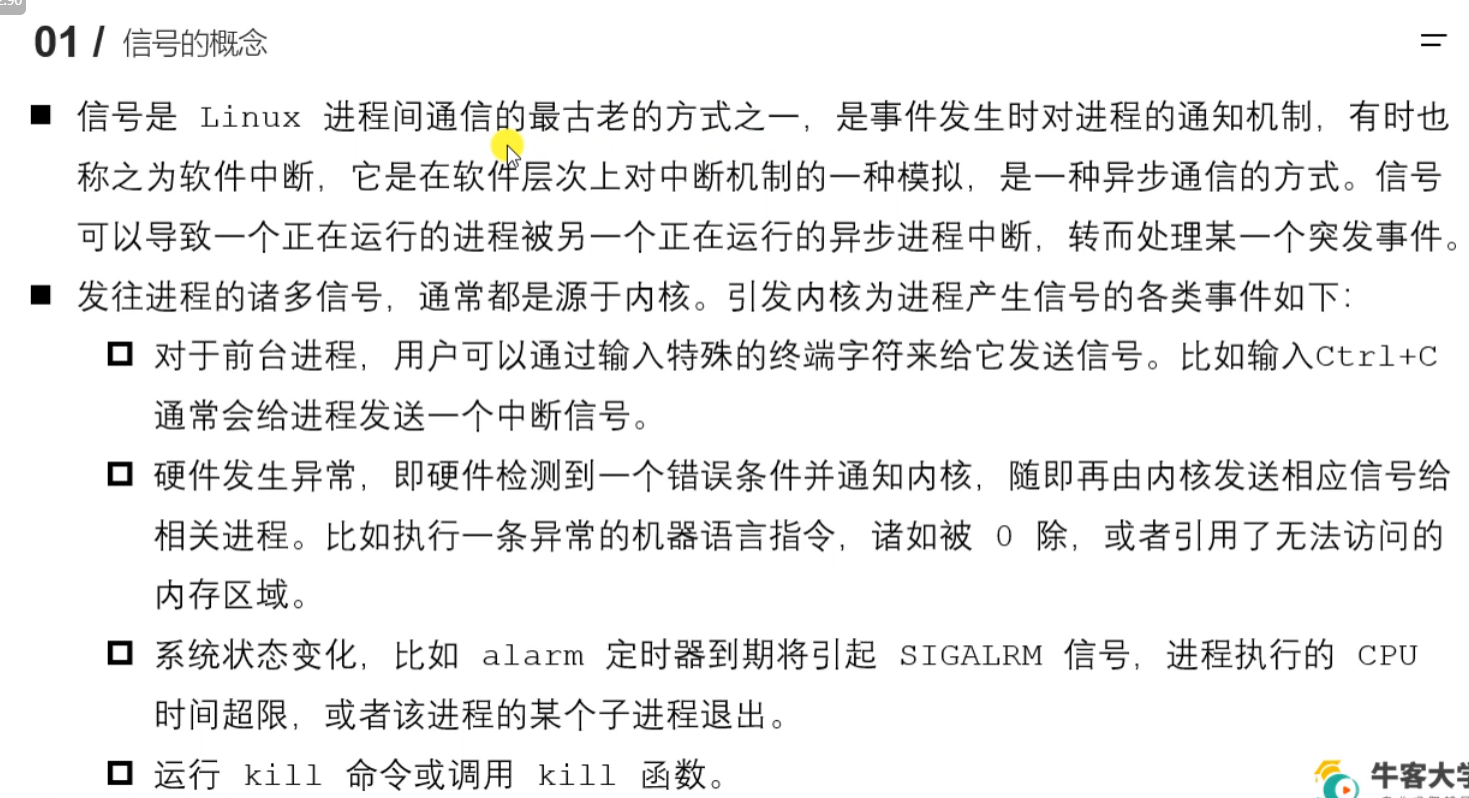 01 / 信号的概念
■ 信号是 Linux 进程间通信的最古老的方式之一，是事件发生时对进程的通知机制，有时也
称之为软件中断，它是在软件层次上对中断机制的一种模拟，是一种异步通信的方式。信号
可以导致一个正在运行的进程被另一个正在运行的异步进程中断，转而处理某一个突发事件。
■ 发往进程的诸多信号，通常都是源于内核。引发内核为进程产生信号的各类事件如下：
对于前台进程，用户可以通过输入特殊的终端字符来给它发送信号。比如输入Ctrl+C
通常会给进程发送一个中断信号。
硬件发生异常，即硬件检测到一个错误条件并通知内核，随即再由内核发送相应信号给
相关进程。比如执行一条异常的机器语言指令，诸如被 0 除，或者引用了无法访问的
内存区域。
系统状态变化，比如 alarm 定时器到期将引起 SIGALRM 信号，进程执行的 CPU
时间超限，或者该进程的某个子进程退出。
运行 kill 命令或调用 kill 函数。
牛客大学